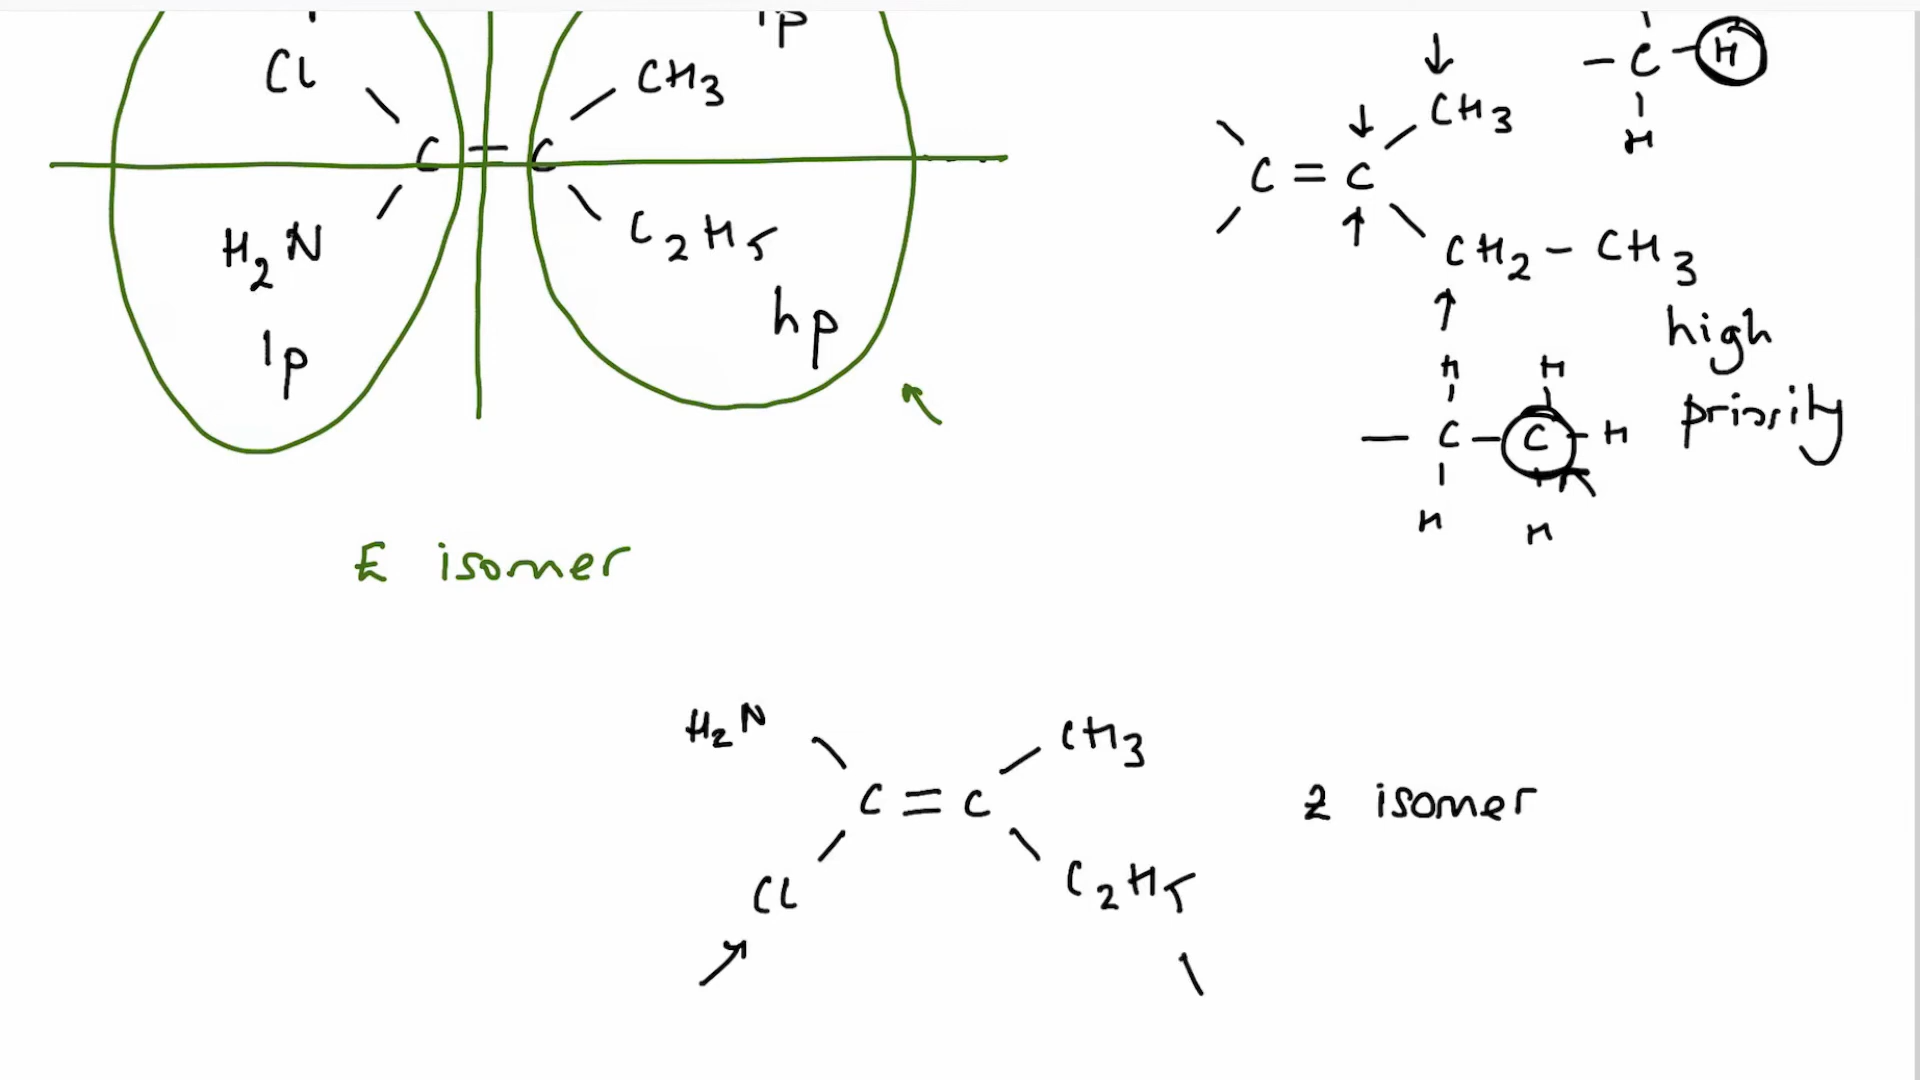 lp
Cl
CH3
C = C
H2N
C2H5
lp
hp
E isomer
C - H
H
CH3
C = C
CH2 - CH3
high
priority
H H
C - C - H
H H
H2N
CH3
C = C
Cl
C2H5
Z isomer